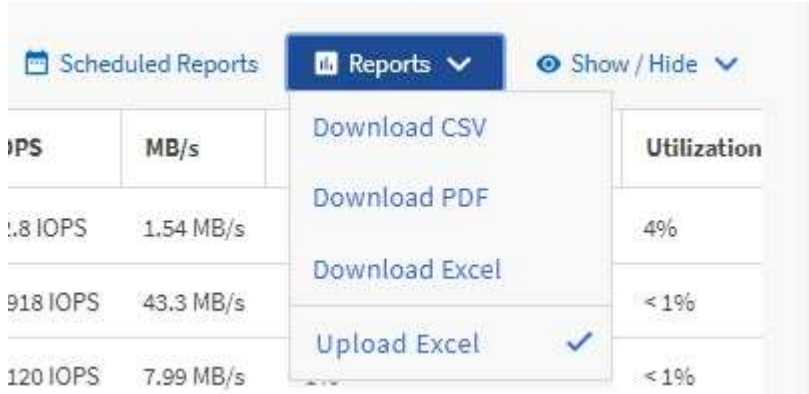 Scheduled Reports Reports Show / Hide
MB/s Utilization
Download CSV
Download PDF
IOPS 1.54 MB/s 4%
Download Excel
918 IOPS 43.3 MB/s < 1%
Upload Excel
120 IOPS 7.99 MB/s < 1%